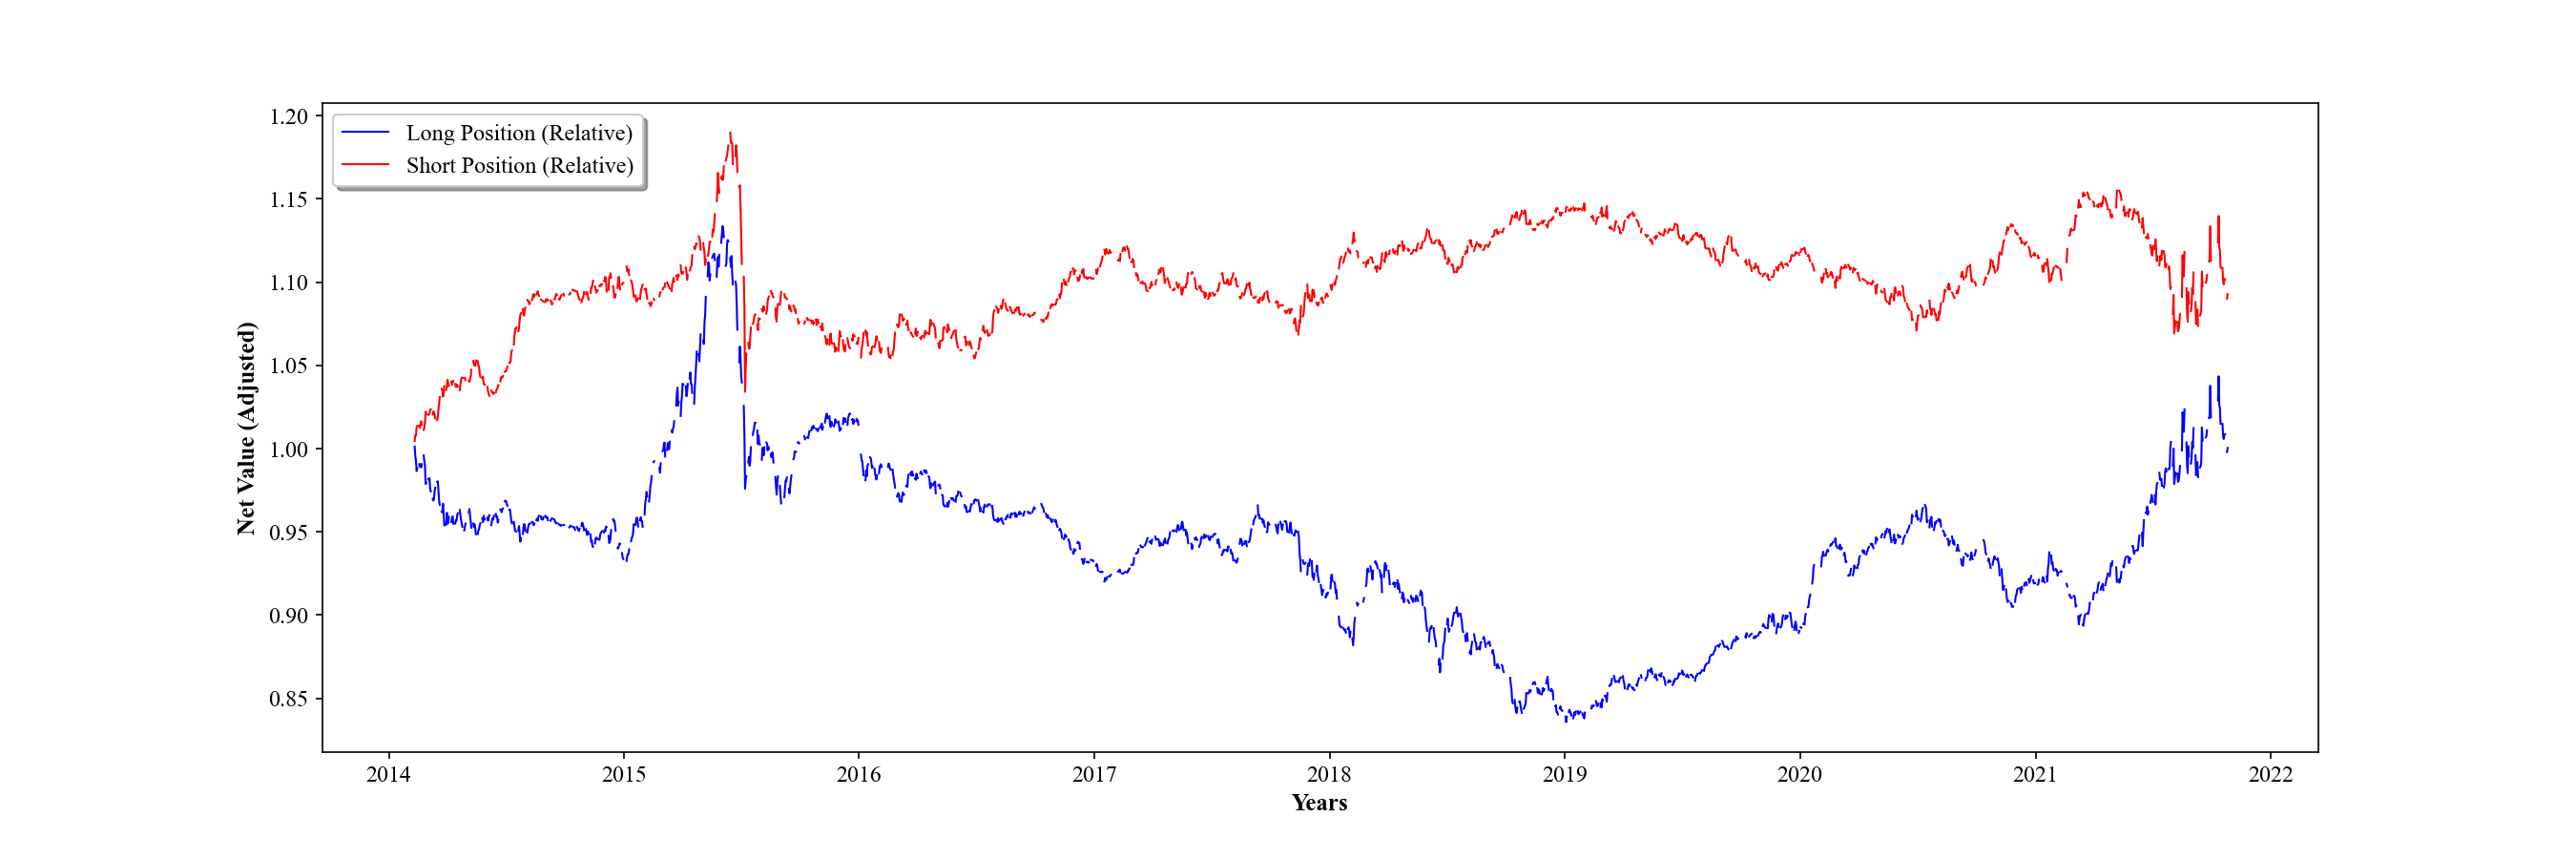 Long Position (Relative)
Short Position (Relative)
1.20
1.15
1.10
1.05
1.00
0.95
0.90
0.85
Net Value (Adjusted)
2014 2015 2016 2017 2018 2019 2020 2021 2022
Years